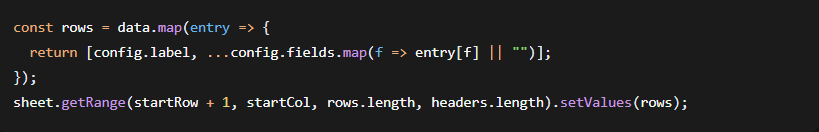 const rows = data.map(entry => {
  return [config.label, ...config.fields.map(f => entry[f] || "")];
});
sheet.getRange(startRow + 1, startCol, rows.length, headers.length).setValues(rows);